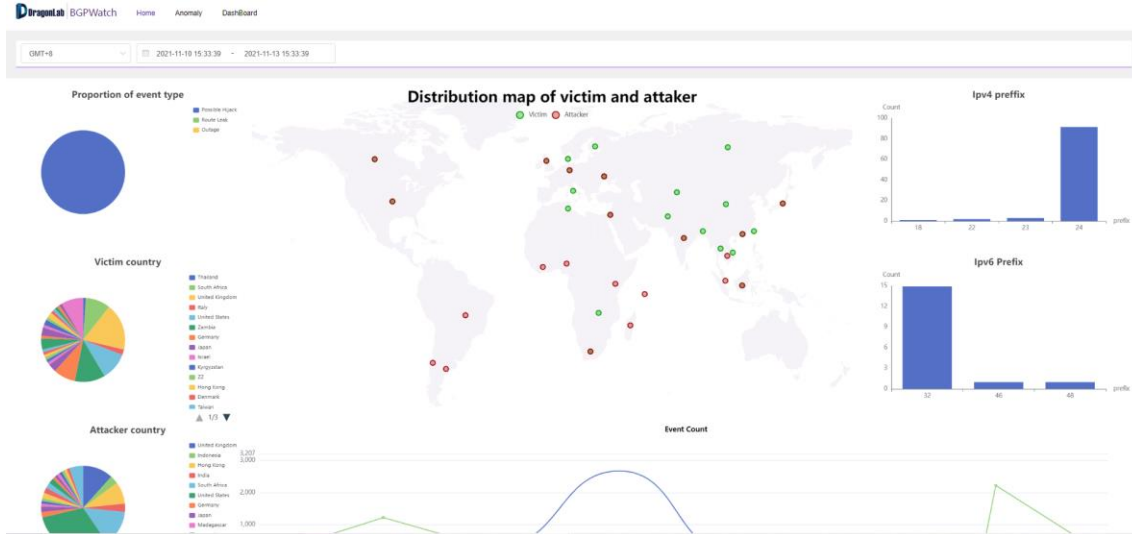 DragonLab BGPWatch Home Anomaly DashBoard
GMT+8 2021-11-10 15:33:39 - 2021-11-13 15:33:39
Proportion of event type
Possible Hijack
Route Leak
Outage
Distribution map of victim and attaker
Victim Attacker
Ipv4 preffix
Count
100
80
60
40
20
0
18 22 23 24
prefix
Victim country
Thailand
South Africa
United Kingdom
Italy
United States
Zambia
Germany
Japan
Israel
Kyrgyzstan
ZZ
Hong Kong
Denmark
Taiwan
1/3
Ipv6 Prefix
Count
15
12
9
6
3
0
32 46 48
prefix
Attacker country
United Kingdom
Indonesia
Hong Kong
India
South Africa
United States
Germany
Japan
Madagascar
Event Count
3,207
3,000
2,000
1,000